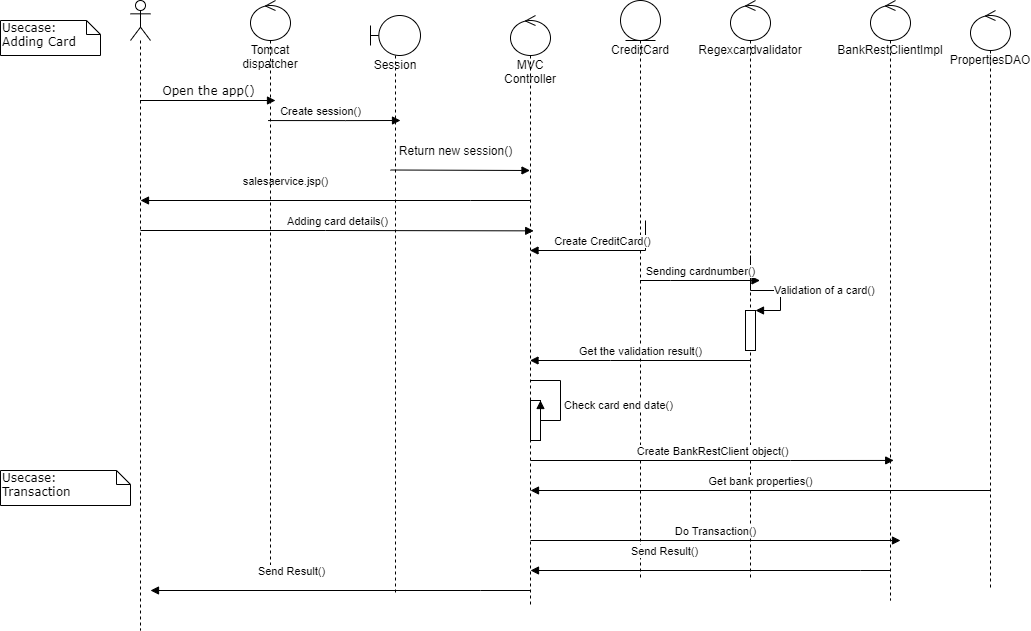 Usecase:
Adding Card
Tomcat
dispatcher
Session
MVC
Controller
CreditCard
Regexcardvalidator
BankRestClientImpl
PropertiesDAO
Open the app()
Create session()
Return new session()
salesservice.jsp()
Adding card details()
Create CreditCard()
Sending cardnumber()
Validation of a card()
Get the validation result()
Check card end date()
Create BankRestClient object()
Usecase:
Transaction
Get bank properties()
Do Transaction()
Send Result()
Send Result()